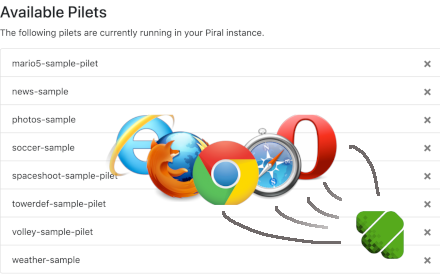 Available Pilets
The following pilets are currently running in your Piral instance.
mario5-sample-pilet
news-sample
photos-sample
soccer-sample
spaceshoot-sample-pilet
towerdef-sample-pilet
volley-sample-pilet
weather-sample